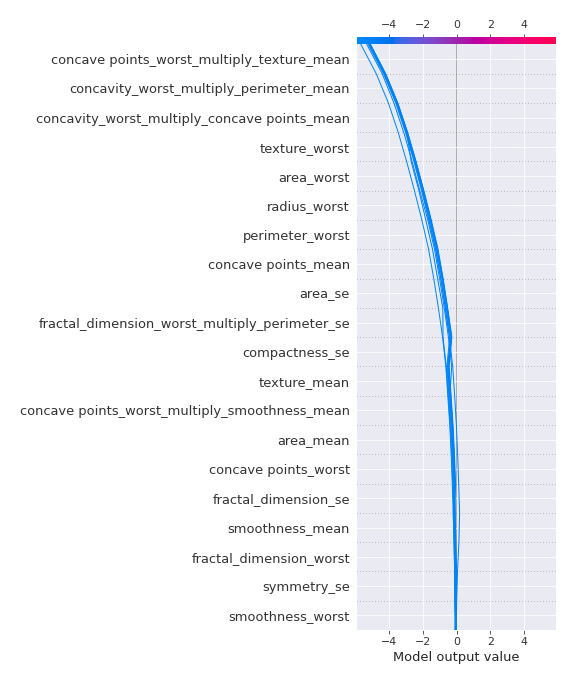 −4 −2 0 2 4
concave points_worst_multiply_texture_mean
concavity_worst_multiply_perimeter_mean
concavity_worst_multiply_concave points_mean
texture_worst
area_worst
radius_worst
perimeter_worst
concave points_mean
area_se
fractal_dimension_worst_multiply_perimeter_se
compactness_se
texture_mean
concave points_worst_multiply_smoothness_mean
area_mean
concave points_worst
fractal_dimension_se
smoothness_mean
fractal_dimension_worst
symmetry_se
smoothness_worst
−4 −2 0 2 4
Model output value